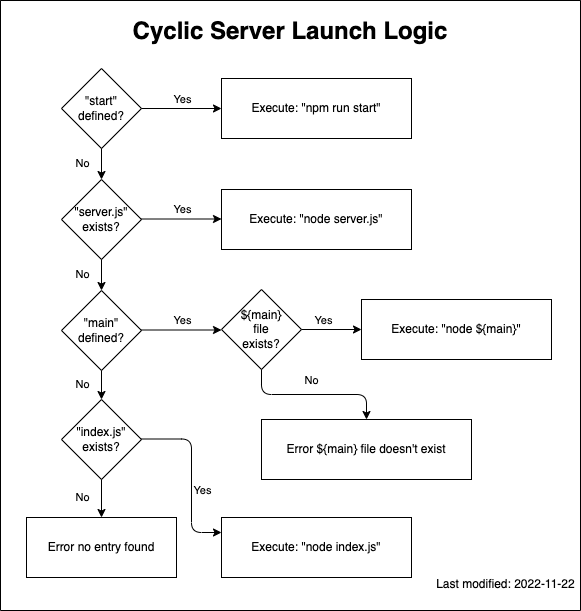 Cyclic Server Launch Logic
"start"
defined?
Yes
Execute: "npm run start"
No
"server.js"
exists?
Yes
Execute: "node server.js"
No
"main"
defined?
Yes
${main}
file
exists?
Yes
Execute: "node ${main}"
No
No
"index.js"
exists?
Error ${main} file doesn't exist
Yes
No
Error no entry found
Execute: "node index.js"
Last modified: 2022-11-22